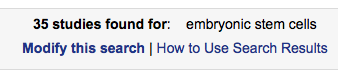 35 studies found for: embryonic stem cells
Modify this search | How to Use Search Results